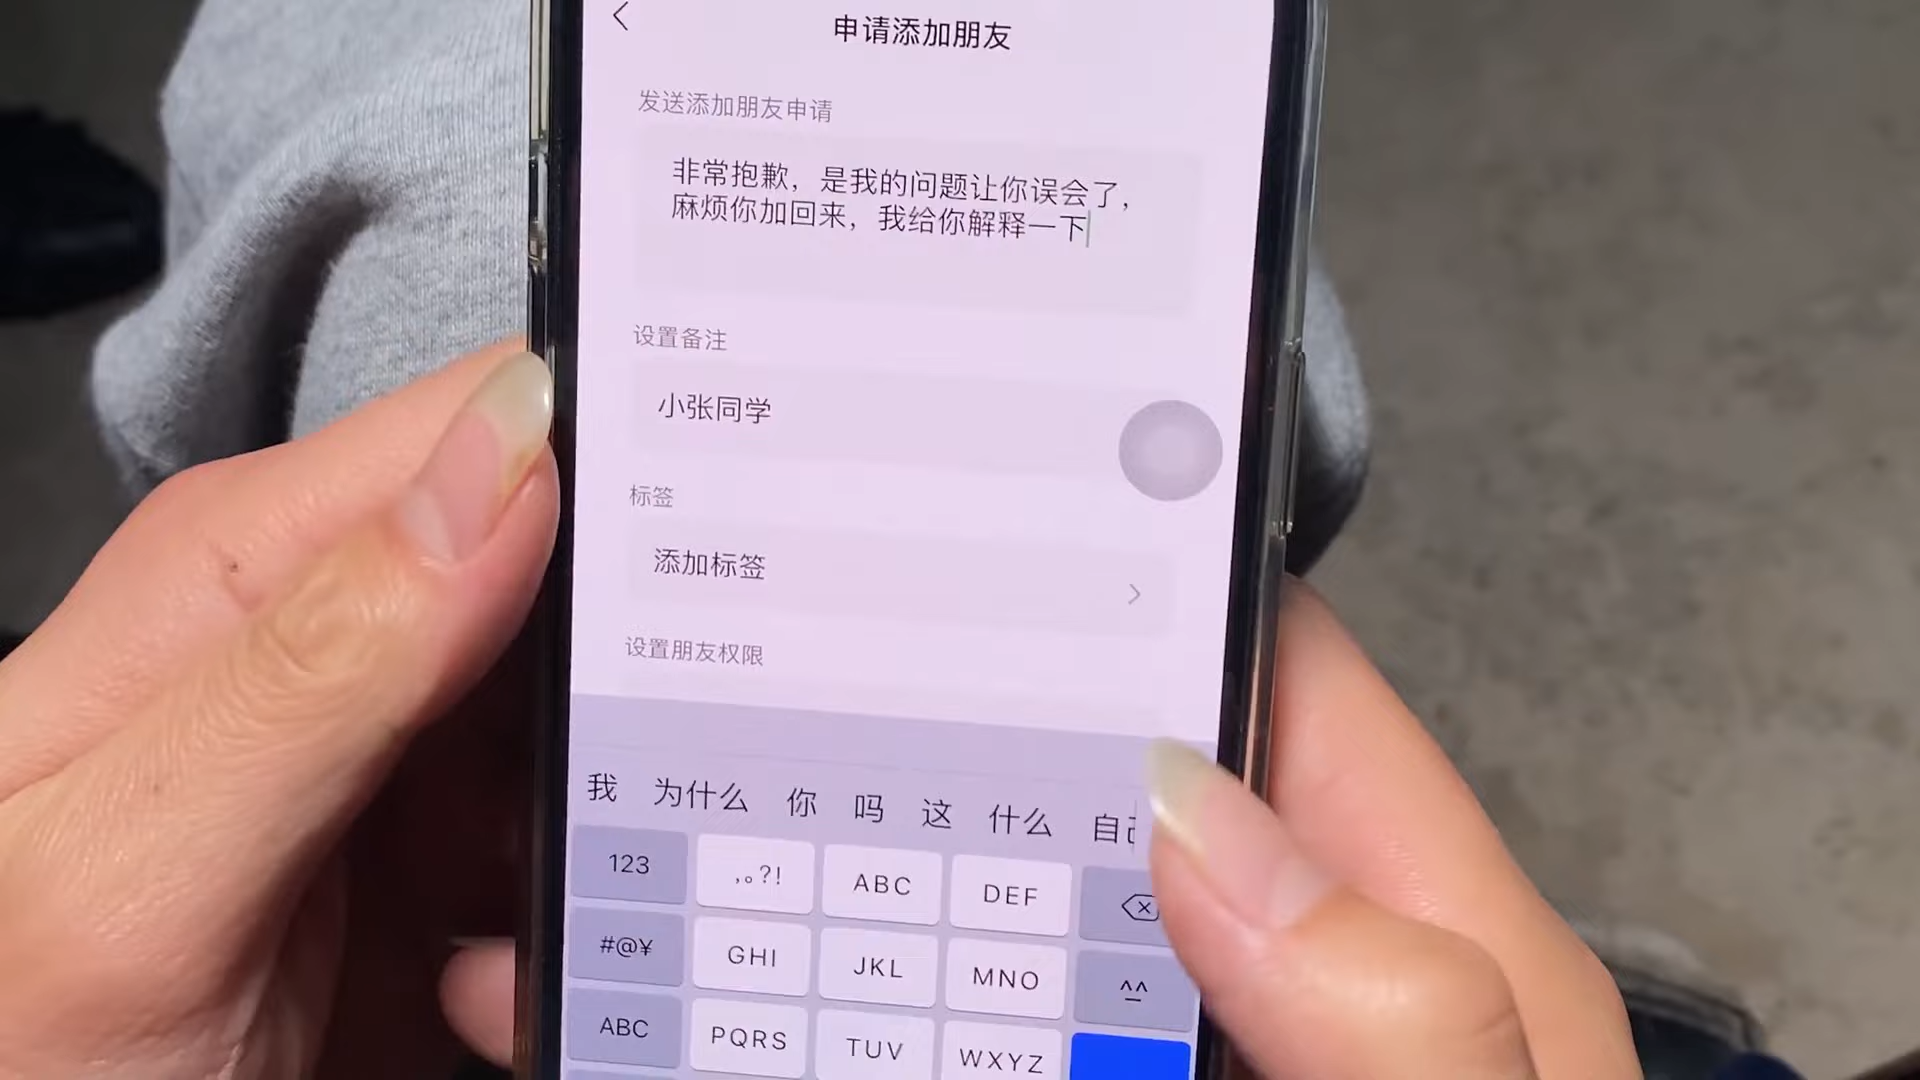 申请添加朋友
发送添加朋友申请
非常抱歉，是我的问题让你误会了，
麻烦你加回来，我给你解释一下
设置备注
小张同学
标签
添加标签
设置朋友权限
我 为什么 你 吗 这 什么 自己
123 ,。?! ABC DEF
#@¥ GHI JKL MNO ^^
ABC PQRS TUV WXYZ